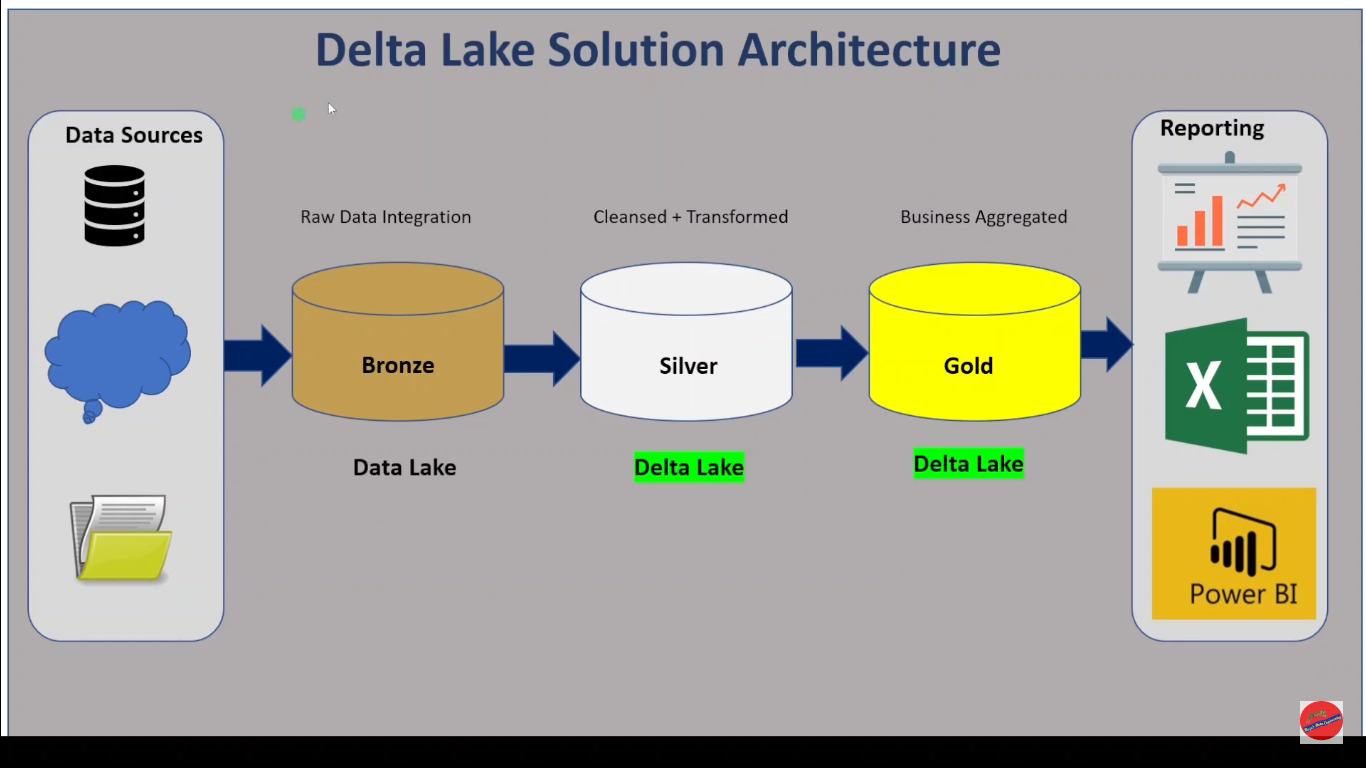 Delta Lake Solution Architecture
Data Sources
Reporting
Raw Data Integration
Cleansed + Transformed
Business Aggregated
Bronze
Silver
Gold
X
Data Lake
Delta Lake
Delta Lake
Power BI